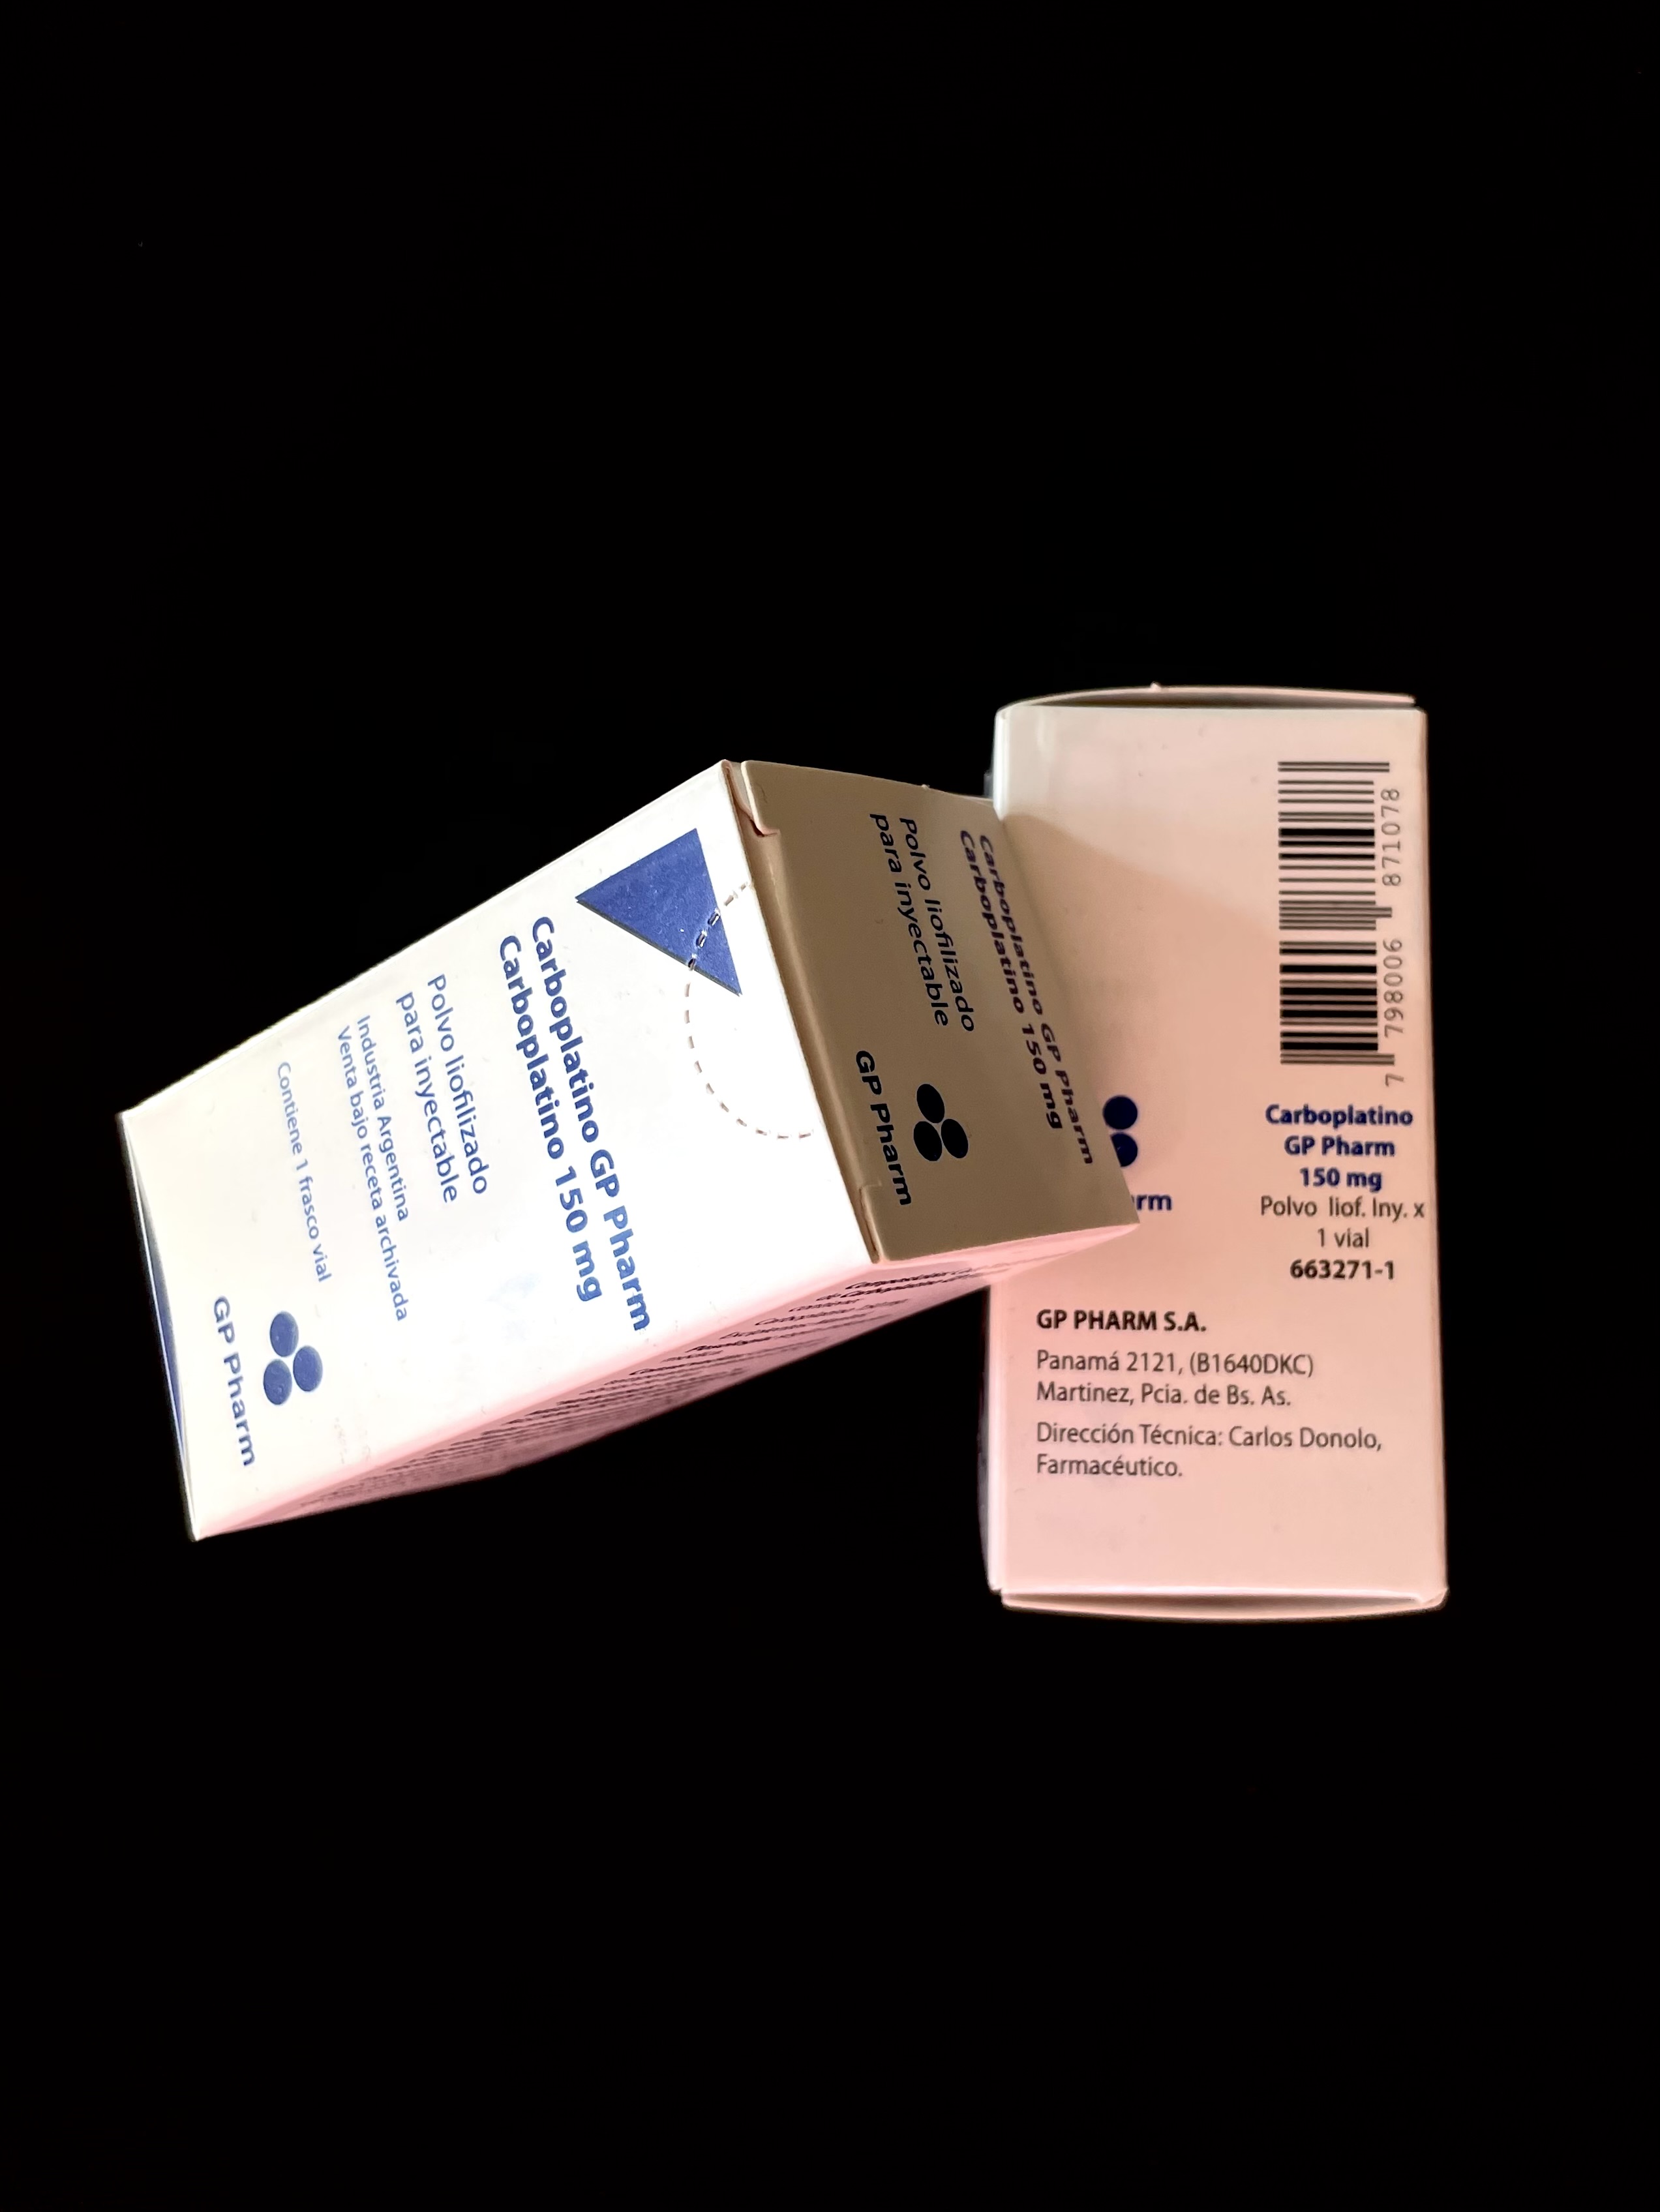 Carboplatino GP Pharm
Carboplatino 150 mg
Polvo liofilizado
para inyectable
Industria Argentina
Venta bajo receta archivada
Contiene 1 frasco vial
GP Pharm
Carboplatino GP Pharm
Carboplatino 150 mg
Polvo liofilizado
para inyectable
GP Pharm
rm
7 798006 871078
Carboplatino
GP Pharm
150 mg
Polvo liof. Iny. x
1 vial
663271-1
GP PHARM S.A.
Panamá 2121, (B1640DKC)
Martinez, Pcia. de Bs. As.
Dirección Técnica: Carlos Donolo,
Farmacéutico.